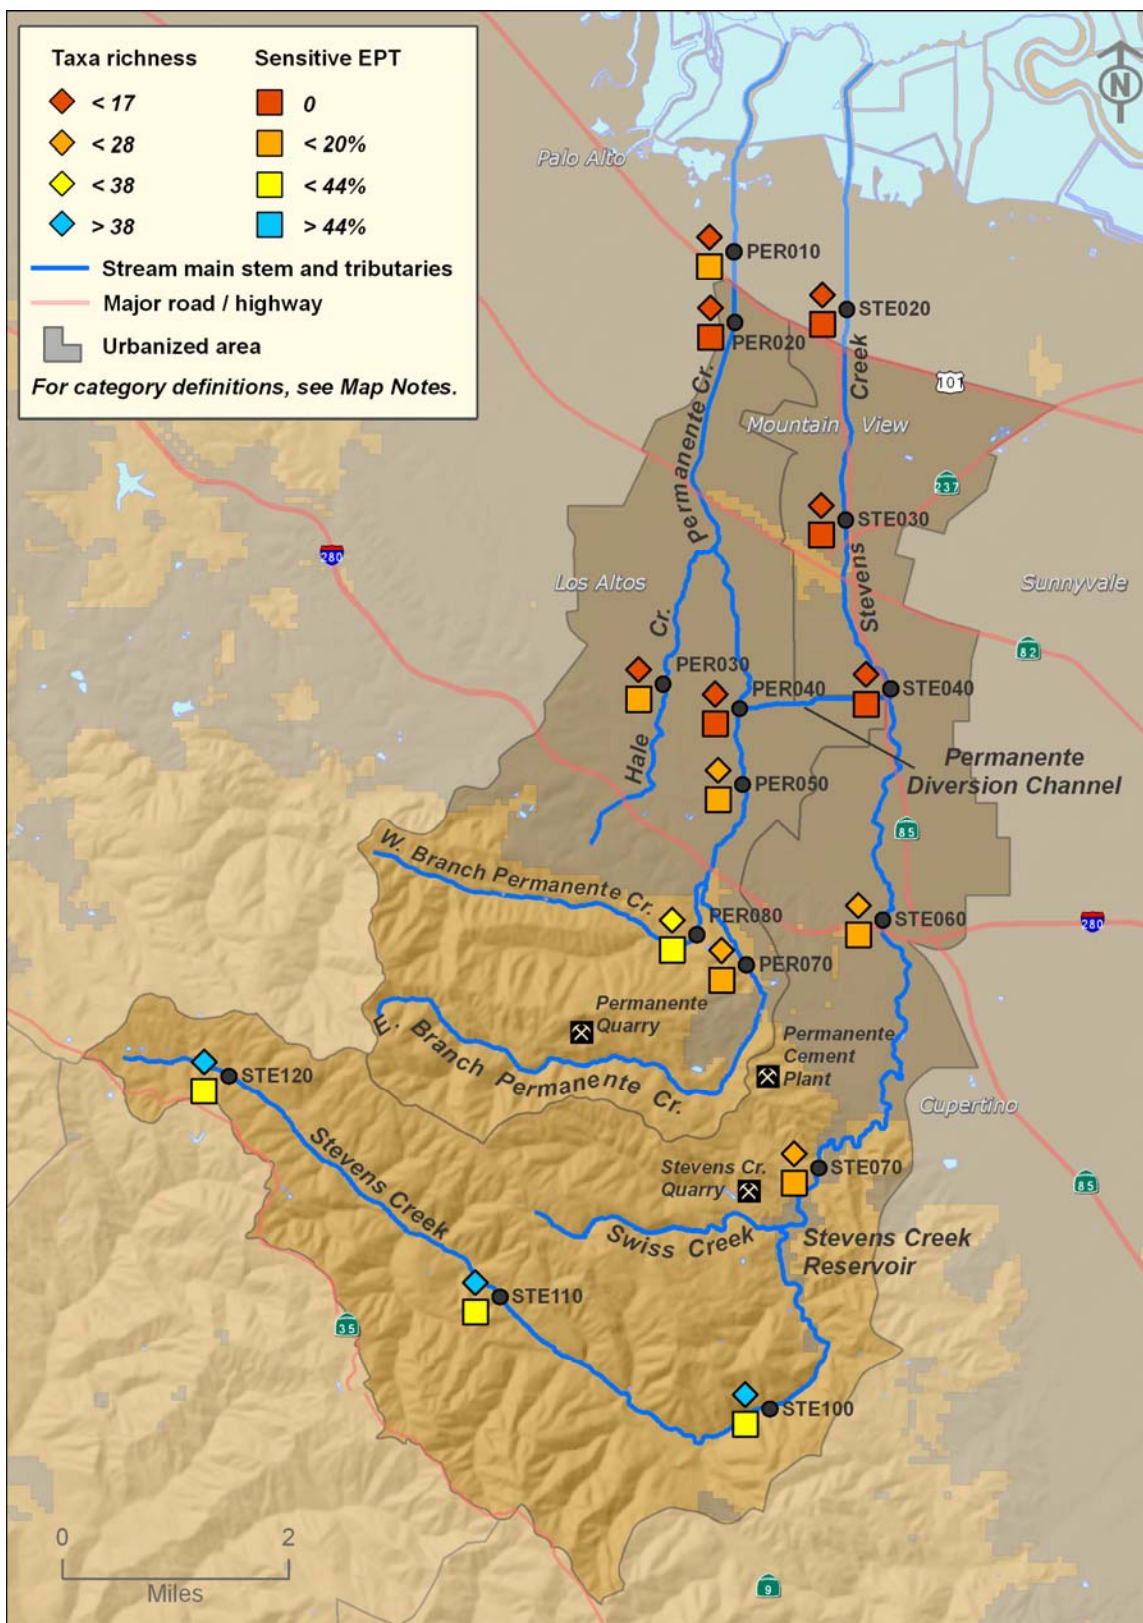 Taxa richness Sensitive EPT
< 17 0
< 28 < 20%
< 38 < 44%
> 38 > 44%
Stream main stem and tributaries
Major road / highway
Urbanized area
For category definitions, see Map Notes.
N
Palo Alto
PER010
STE020
PER020
Creek
101
Permanente Cr.
Mountain View
237
STE030
280
Los Altos
Stevens
Sunnyvale
82
Cr.
PER030
PER040
STE040
Hale
Permanente
Diversion Channel
PER050
85
W. Branch Permanente Cr.
PER080
STE060
280
PER070
Permanente
Quarry
E. Branch Permanente Cr.
Permanente
Cement
Plant
STE120
Cupertino
Stevens Creek
Stevens Cr.
Quarry
STE070
85
Swiss Creek
Stevens Creek
Reservoir
STE110
35
STE100
0 2
Miles
9